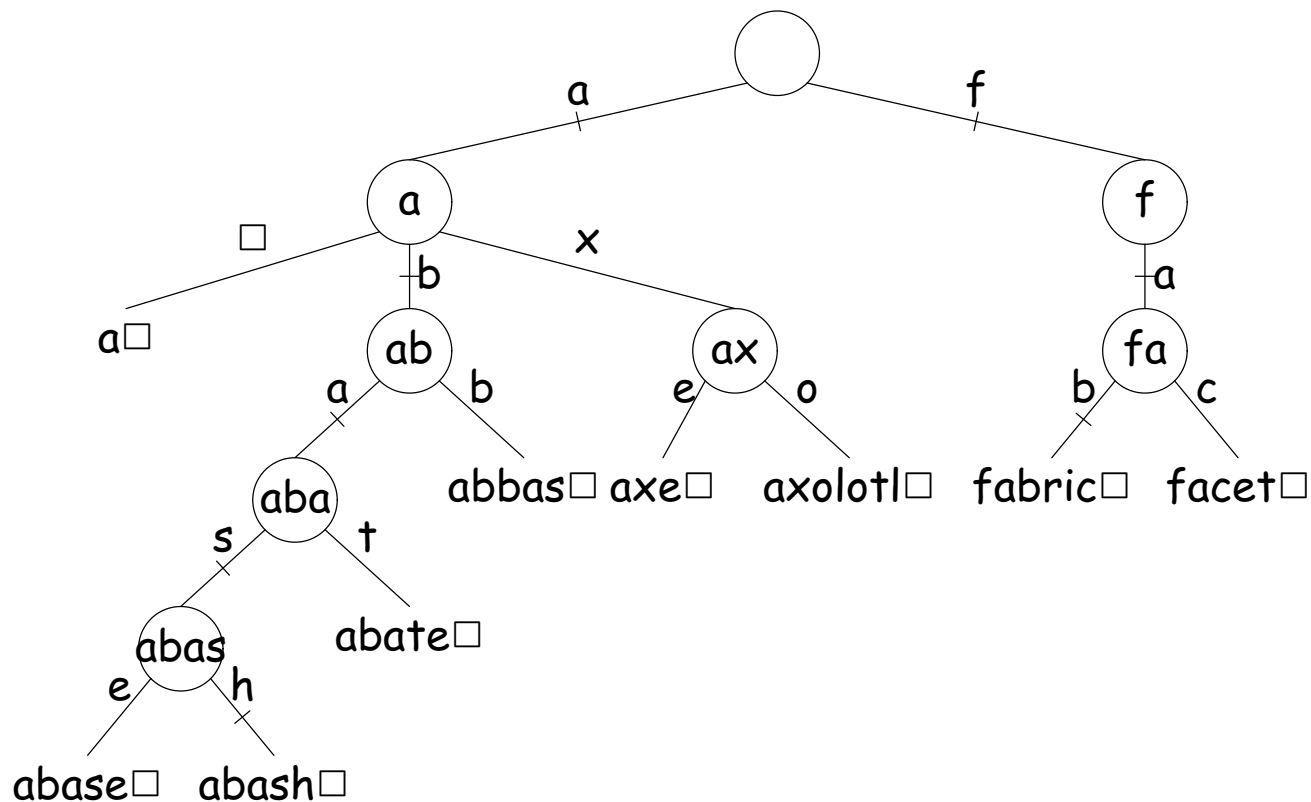 a f
a f
□ x
b a
a□ ab ax fa
a b e o b c
aba abbas□ axe□ axolotl□ fabric□ facet□
s t
abas abate□
e h
abase□ abash□